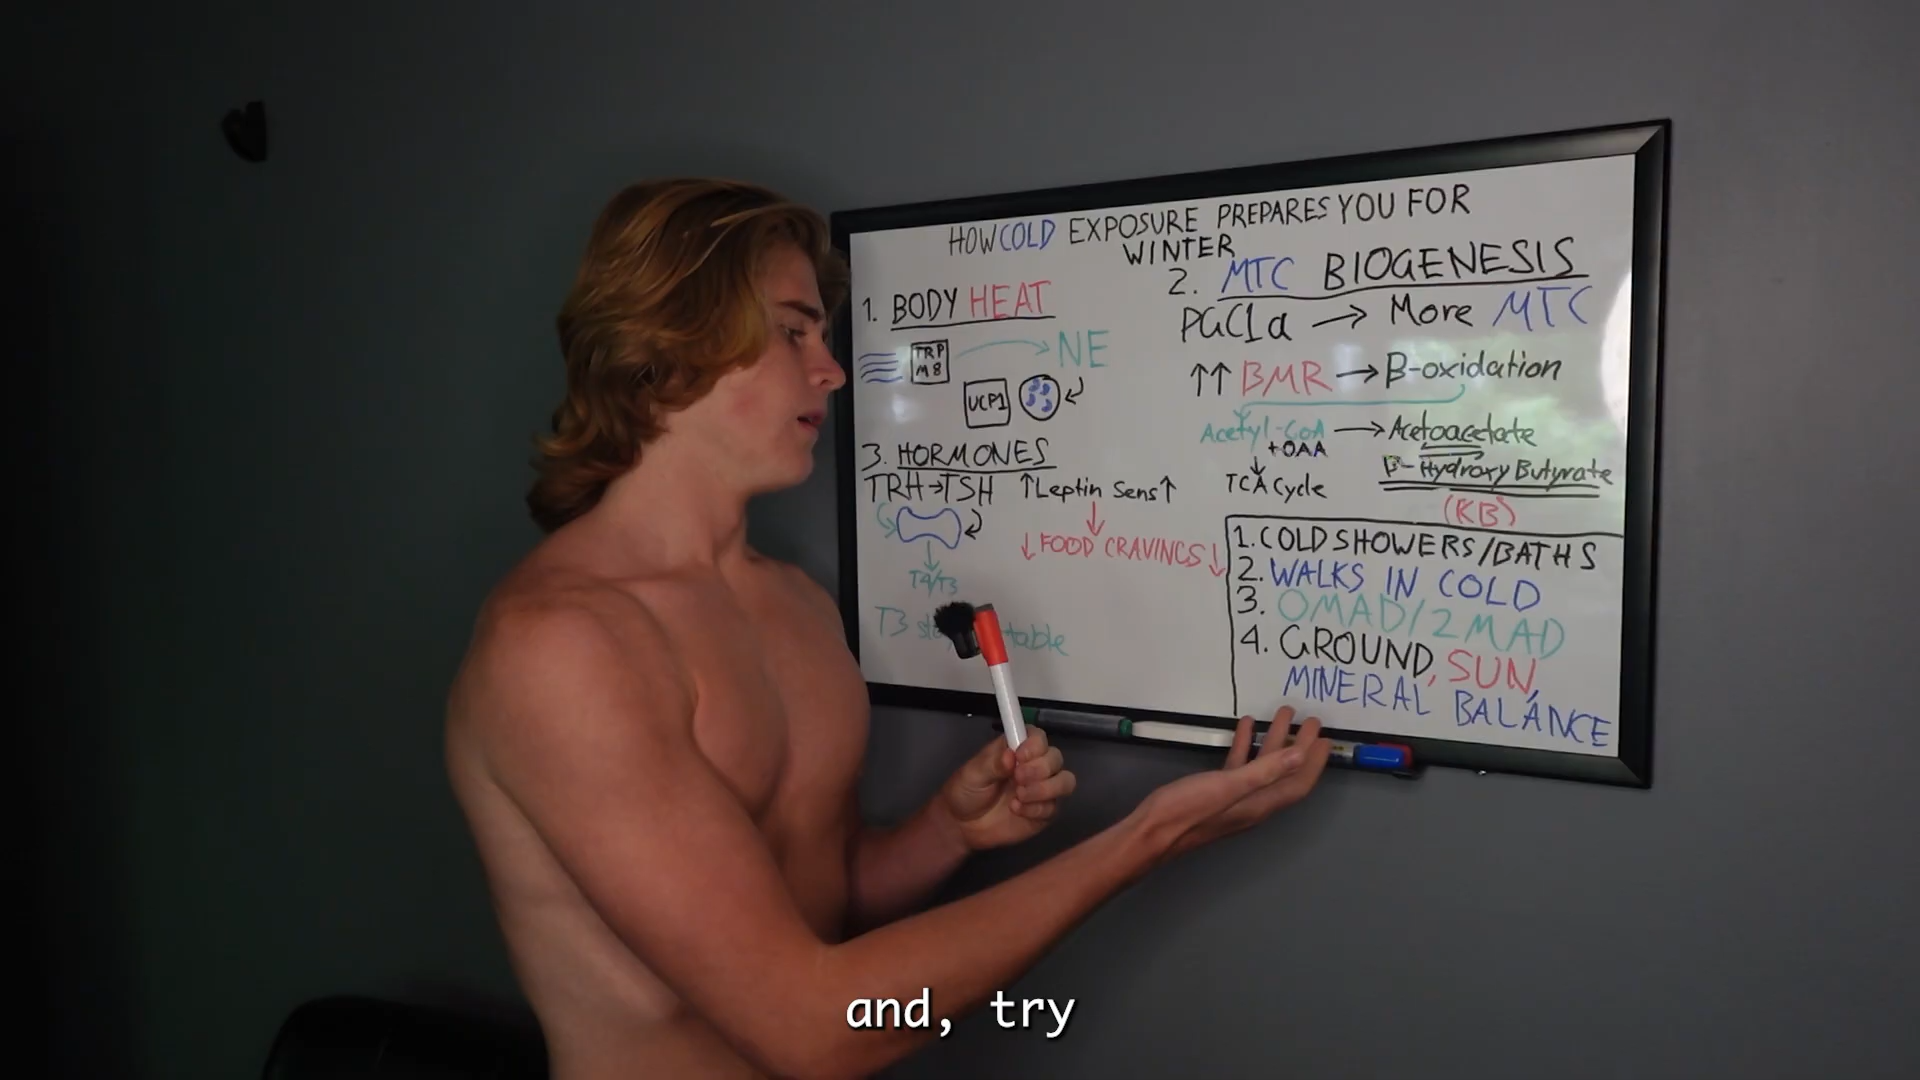 HOW COLD EXPOSURE PREPARES YOU FOR
WINTER
1. BODY HEAT
TRP
M8
NE
UCP1
2. MTC BIOGENESIS
PGC1a → More MTC
↑↑ BMR → B-oxidation
Acetyl-CoA → Acetoacetate
+OAA
B-Hydroxy Butyrate
TCA Cycle
(KB)
3. HORMONES
TRH→TSH ↑Leptin Sens↑
↓ FOOD CRAVINGS ↓
T4/T3
T3
1. COLD SHOWERS/BATHS
2. WALKS IN COLD
3. OMAD/2MAD
4. GROUND, SUN,
MINERAL BALANCE
and, try